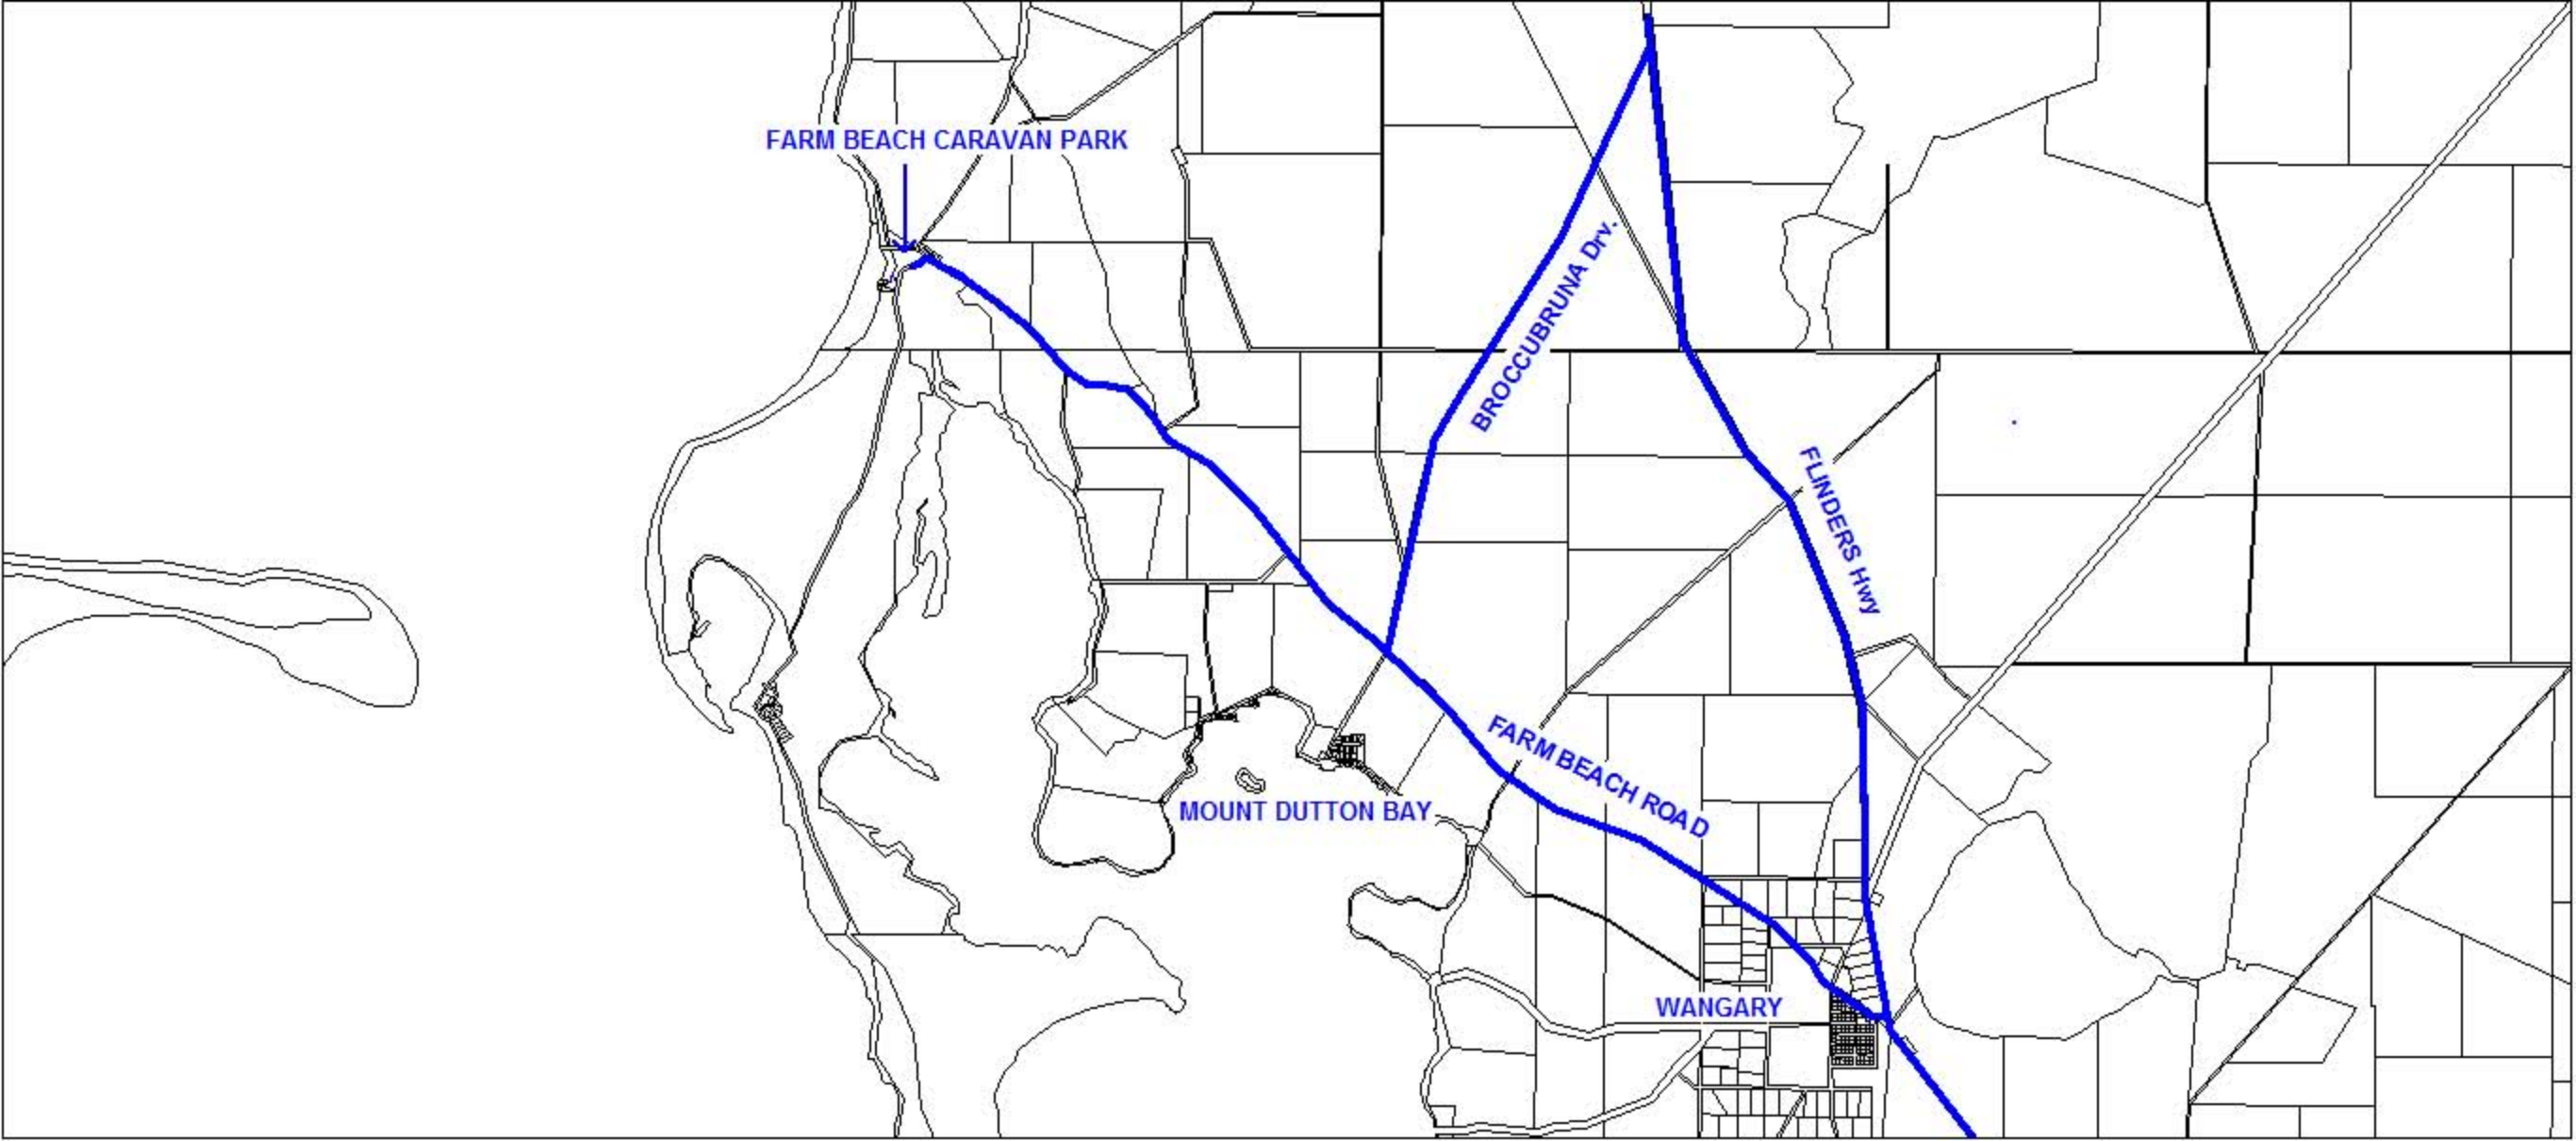 FARM BEACH CARAVAN PARK
BROCCUBRUNA Drv.
FLINDERS Hwy
FARM BEACH ROAD
MOUNT DUTTON BAY
WANGARY